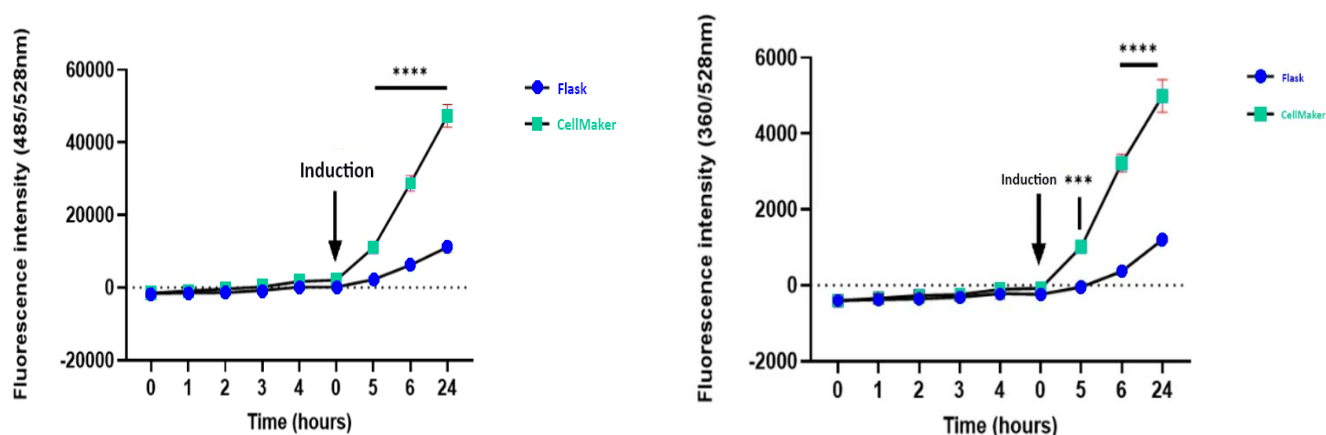 Fluorescence intensity (485/528nm)
60000
40000
20000
0
-20000
****
Induction
Flask
CellMaker
0 1 2 3 4 0 5 6 24
Time (hours)
Fluorescence intensity (360/528nm)
6000
4000
2000
0
-2000
****
Induction ***
Flask
CellMaker
0 1 2 3 4 0 5 6 24
Time (hours)